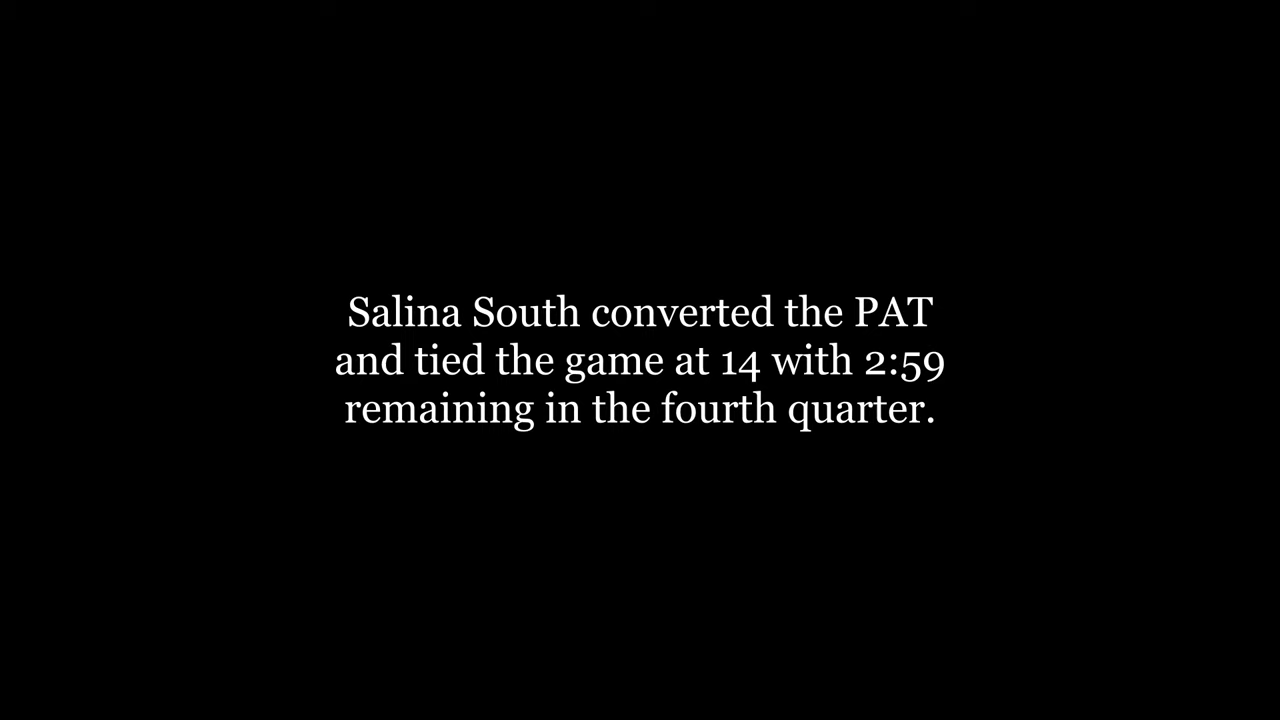 Salina South converted the PAT
and tied the game at 14 with 2:59
remaining in the fourth quarter.